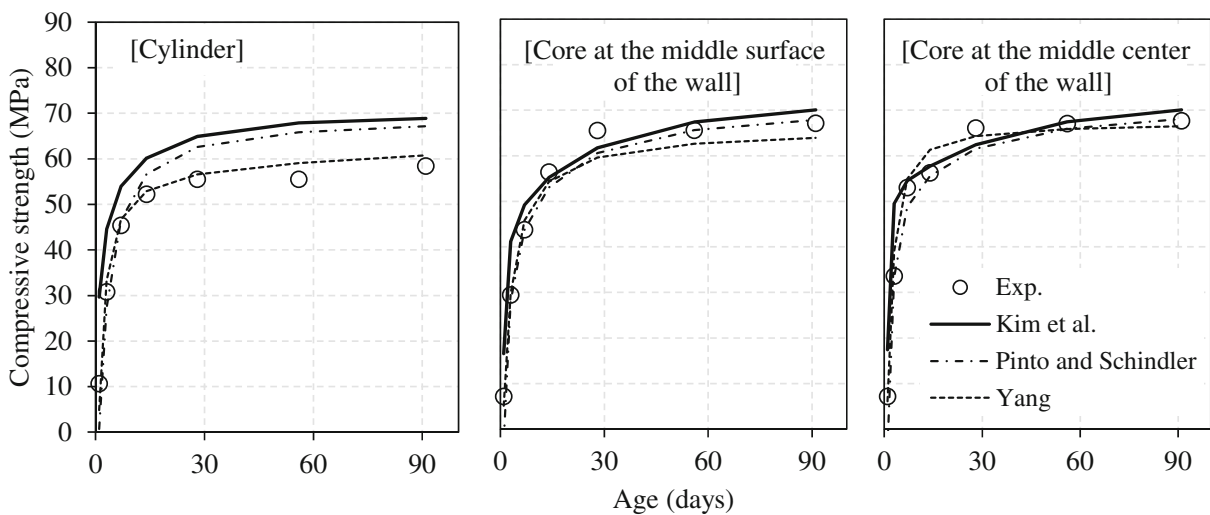 Compressive strength (MPa)
90
80
70
60
50
40
30
20
10
0
[Cylinder]
0 30 60 90
[Core at the middle surface
of the wall]
0 30 60 90
[Core at the middle center
of the wall]
Exp.
Kim et al.
Pinto and Schindler
Yang
0 30 60 90
Age (days)